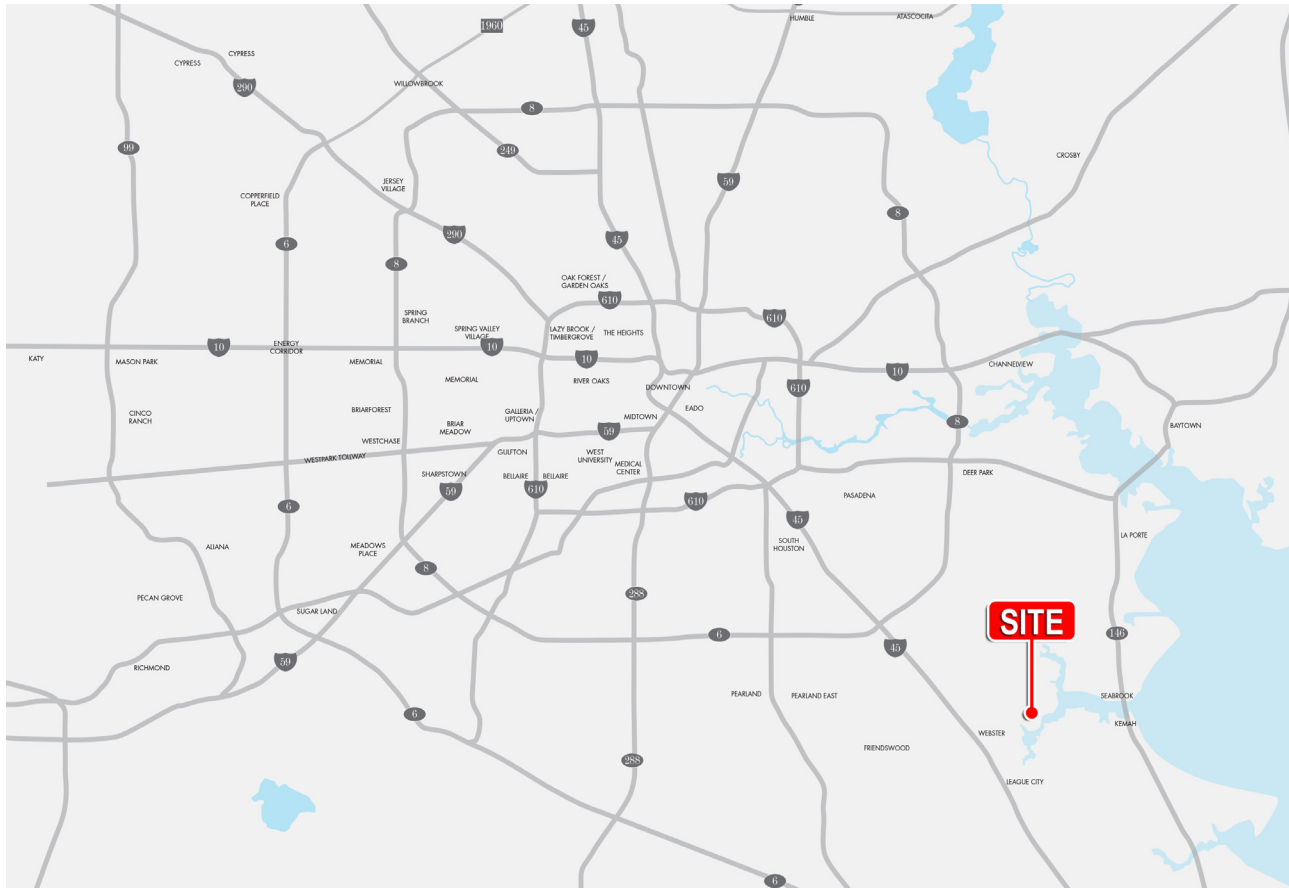 HUMBLE
ATASCOCITA
1960
45
CYPRESS
CYPRESS
290
WILLOWBROOK
8
99
249
CROSBY
59
JERSEY
VILLAGE
COPPERFIELD
PLACE
8
6
290
45
8
OAK FOREST /
GARDEN OAKS
610
SPRING
BRANCH
610
SPRING VALLEY
VILLAGE
LAZY BROOK /
TIMBERGROVE
THE HEIGHTS
10
ENERGY
CORRIDOR
10
KATY
MASON PARK
MEMORIAL
10
10
CHANNELVIEW
MEMORIAL
RIVER OAKS
DOWNTOWN
610
BRIARFOREST
EADO
CINCO
RANCH
GALLERIA /
UPTOWN
MIDTOWN
8
BRIAR
MEADOW
BAYTOWN
59
WESTCHASE
WESTPARK TOLLWAY
GULFTON
WEST
UNIVERSITY
MEDICAL
CENTER
SHARPSTOWN
BELLAIRE
BELLAIRE
DEER PARK
59
610
610
PASADENA
6
45
LA PORTE
ALIANA
MEADOWS
PLACE
SOUTH
HOUSTON
8
PECAN GROVE
288
SUGAR LAND
SITE
6
146
45
59
RICHMOND
PEARLAND
PEARLAND EAST
SEABROOK
6
KEMAH
WEBSTER
FRIENDSWOOD
288
LEAGUE CITY
6